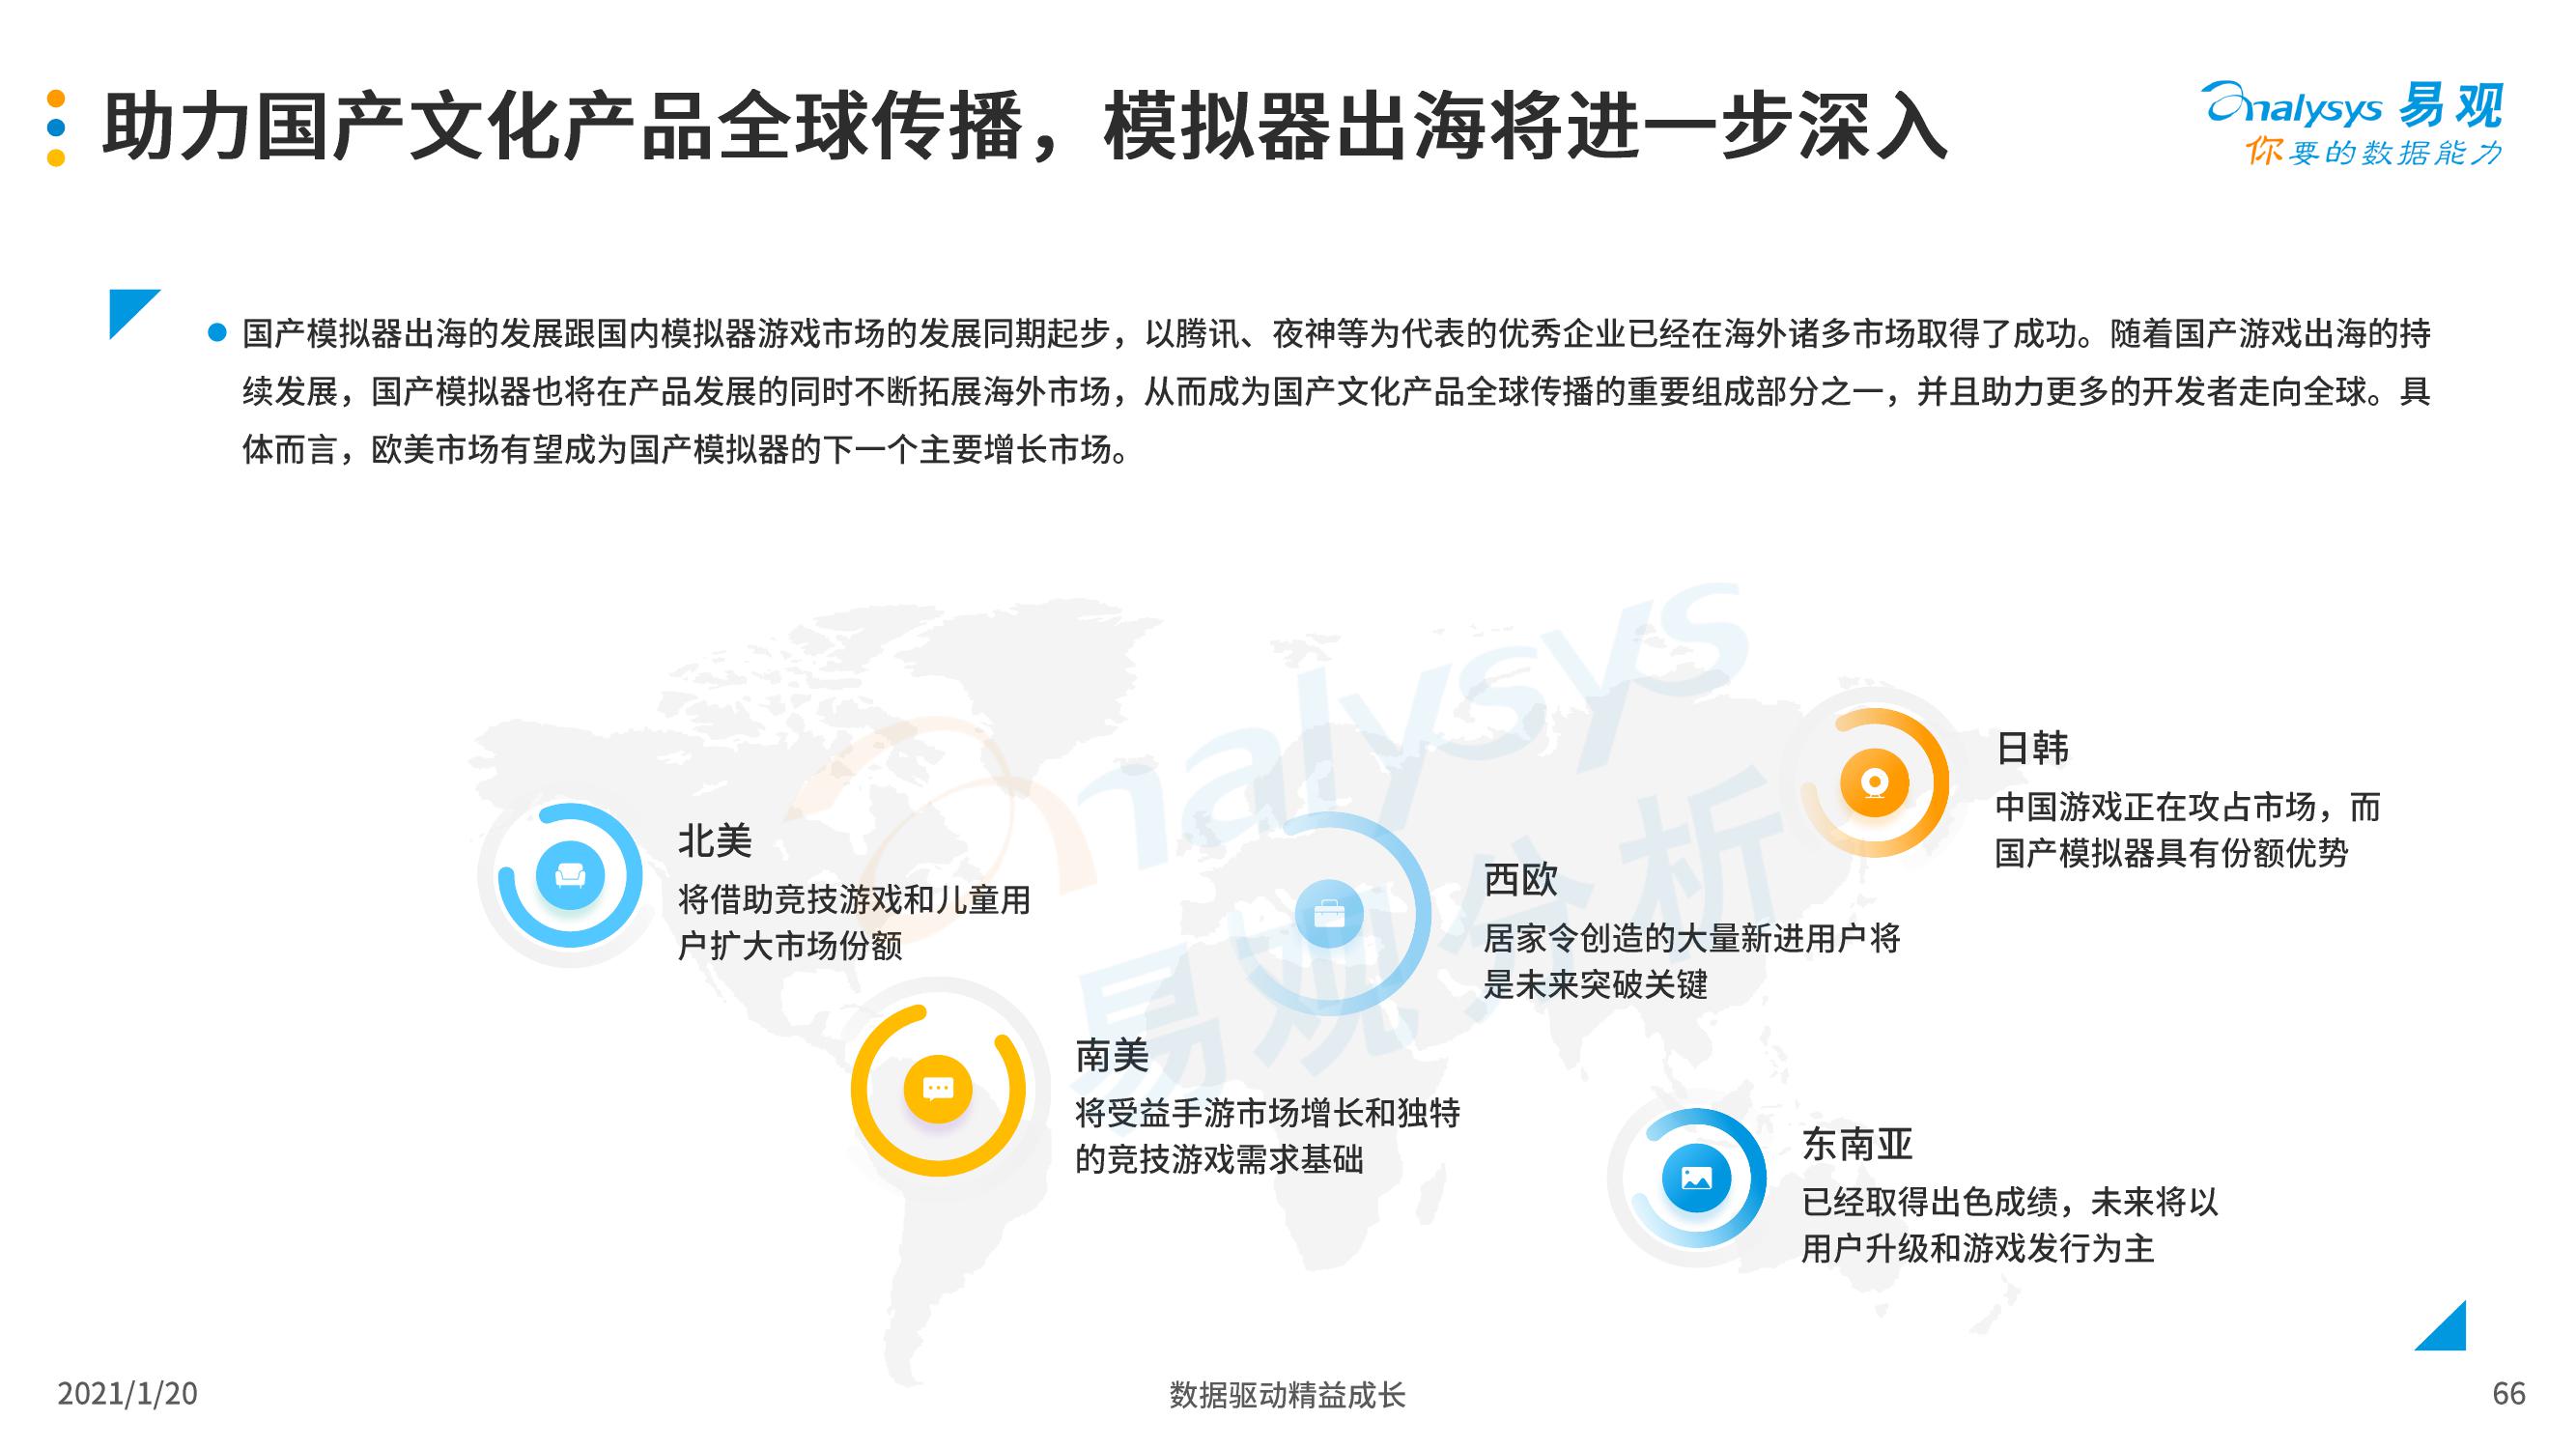 助力国产文化产品全球传播，模拟器出海将进一步深入
analysys 易观
你要的数据能力
国产模拟器出海的发展跟国内模拟器游戏市场的发展同期起步，以腾讯、夜神等为代表的优秀企业已经在海外诸多市场取得了成功。随着国产游戏出海的持
续发展，国产模拟器也将在产品发展的同时不断拓展海外市场，从而成为国产文化产品全球传播的重要组成部分之一，并且助力更多的开发者走向全球。具
体而言，欧美市场有望成为国产模拟器的下一个主要增长市场。
analysys
易观分析
日韩
中国游戏正在攻占市场，而
国产模拟器具有份额优势
北美
将借助竞技游戏和儿童用
户扩大市场份额
西欧
居家令创造的大量新进用户将
是未来突破关键
南美
将受益手游市场增长和独特
的竞技游戏需求基础
东南亚
已经取得出色成绩，未来将以
用户升级和游戏发行为主
2021/1/20
数据驱动精益成长
66